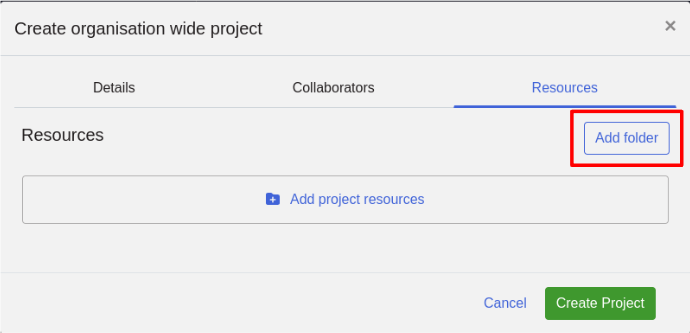 Create organisation wide project
×
Details Collaborators Resources
Resources Add folder
Add project resources
Cancel Create Project